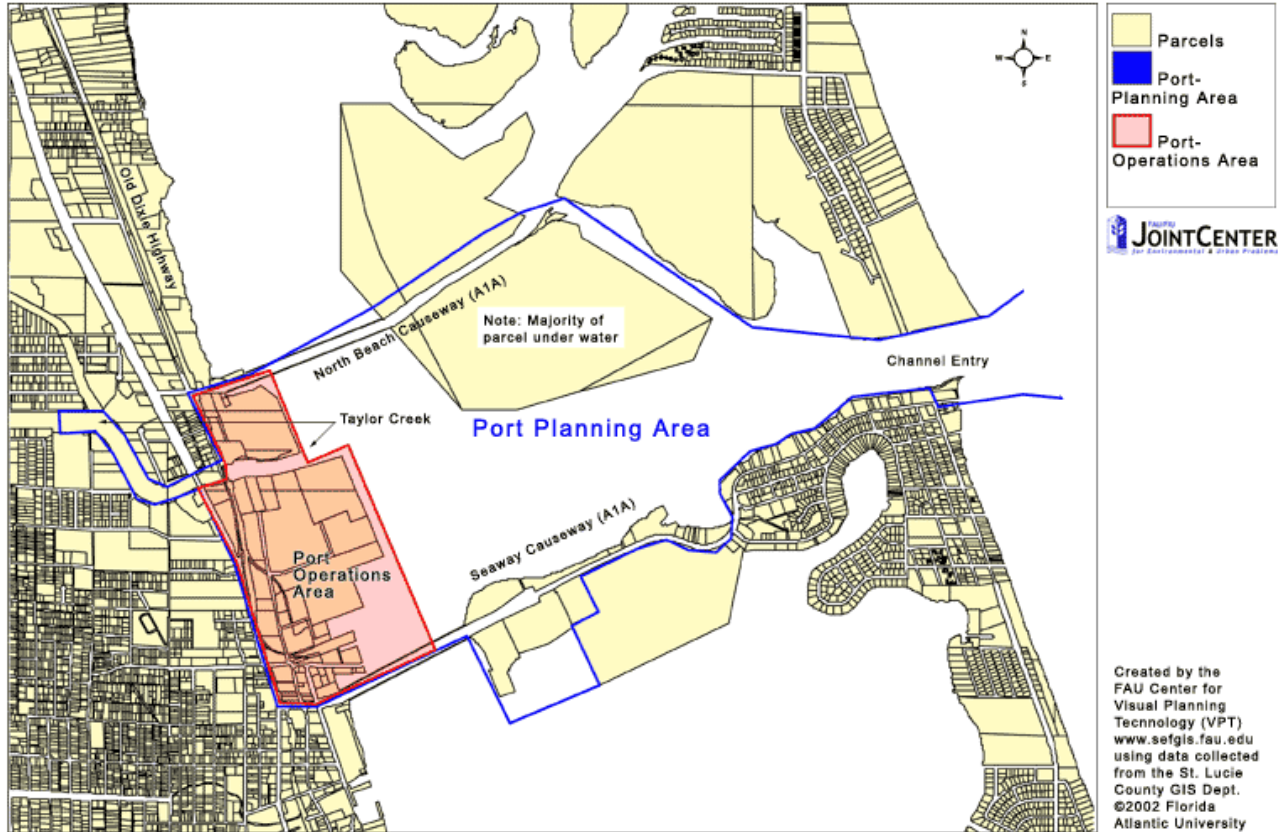 N
W
E
S
Old Dixie Highway
North Beach Causeway (A1A)
Note: Majority of
parcel under water
Channel Entry
Taylor Creek
Port Planning Area
Seaway Causeway (A1A)
Port
Operations
Area
Parcels
Port-
Planning Area
Port-
Operations Area
FAU/FIU
JOINTCENTER
for Environmental & Urban Problems
Created by the
FAU Center for
Visual Planning
Technology (VPT)
www.sefgis.fau.edu
using data collected
from the St. Lucie
County GIS Dept.
©2002 Florida
Atlantic University